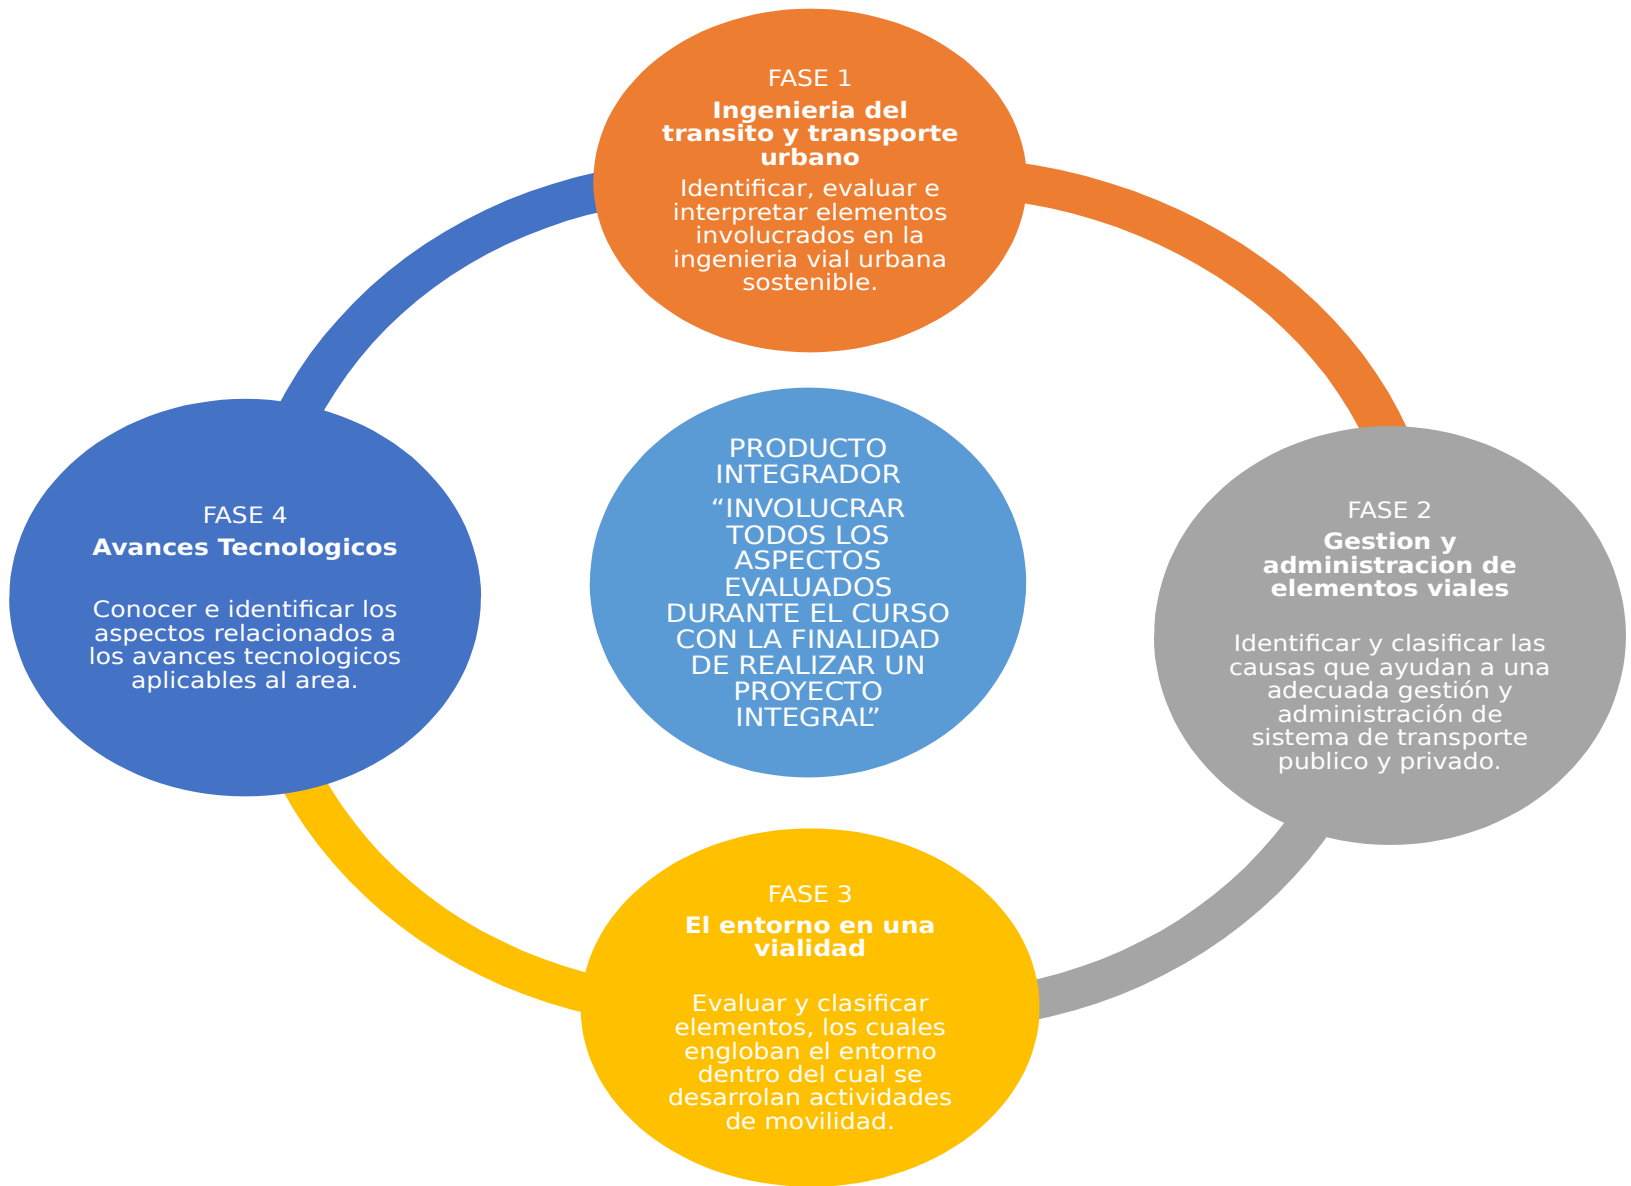 FASE 1
Ingenieria del
transito y transporte
urbano
Identificar, evaluar e
interpretar elementos
involucrados en la
ingenieria vial urbana
sostenible.
FASE 2
Gestion y
administracion de
elementos viales
Identificar y clasificar las
causas que ayudan a una
adecuada gestión y
administración de
sistema de transporte
publico y privado.
FASE 3
El entorno en una
vialidad
Evaluar y clasificar
elementos, los cuales
engloban el entorno
dentro del cual se
desarrolan actividades
de movilidad.
FASE 4
Avances Tecnologicos
Conocer e identificar los
aspectos relacionados a
los avances tecnologicos
aplicables al area.
PRODUCTO
INTEGRADOR
“INVOLUCRAR
TODOS LOS
ASPECTOS
EVALUADOS
DURANTE EL CURSO
CON LA FINALIDAD
DE REALIZAR UN
PROYECTO
INTEGRAL”